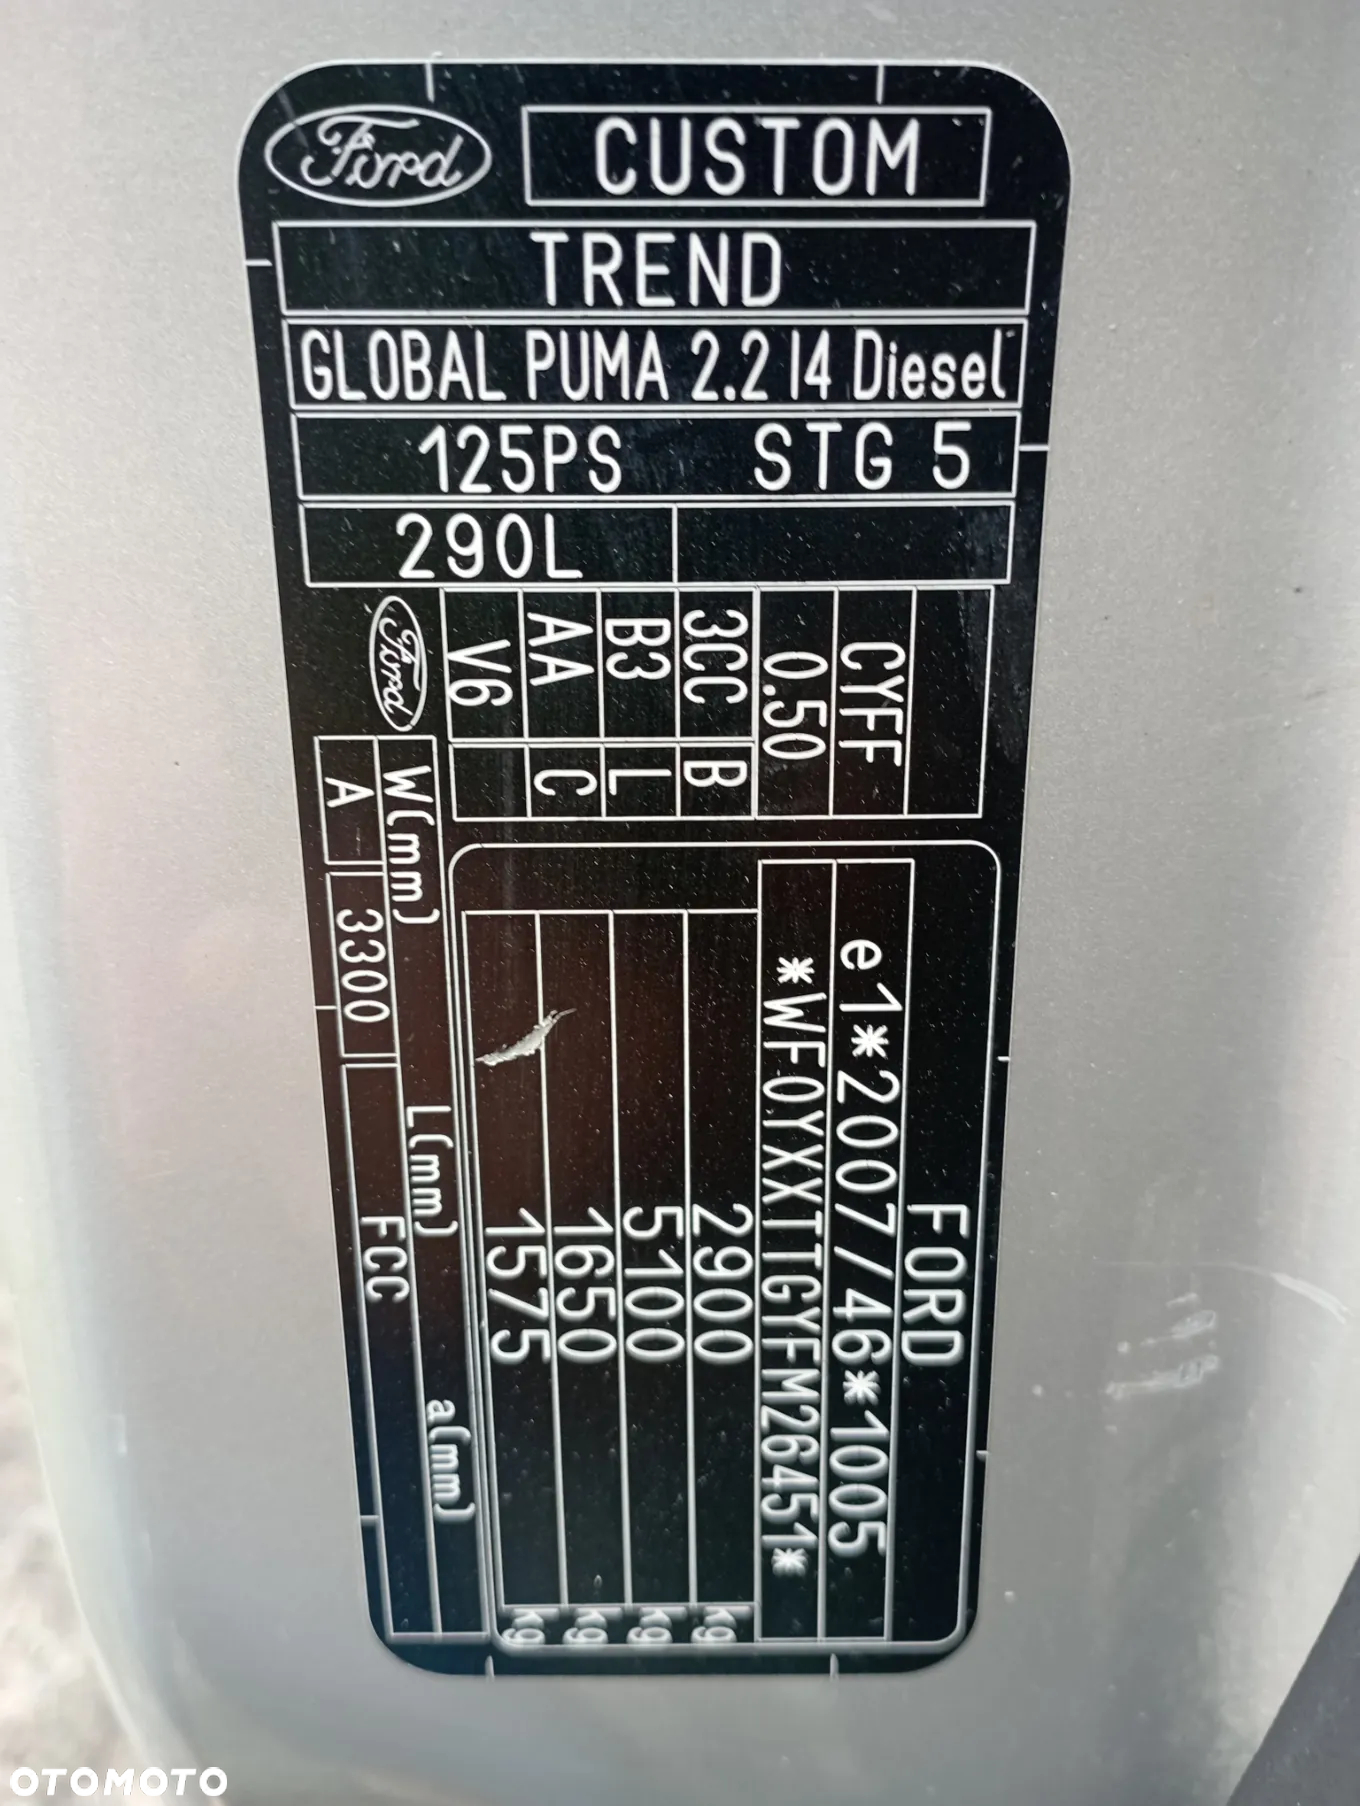 Ford
CUSTOM
TREND
GLOBAL PUMA 2.2 I4 Diesel
125PS STG 5
290L
Ford
CYFF
0.50
3CC B
B3 L
AA C
V6
FORD
e1*2007/46*1005
*WF0YXXTTGYFM26451*
2900 kg
5100 kg
1650 kg
1575 kg
W(mm) L(mm) a(mm)
A 3300 FCC
OTOMOTO